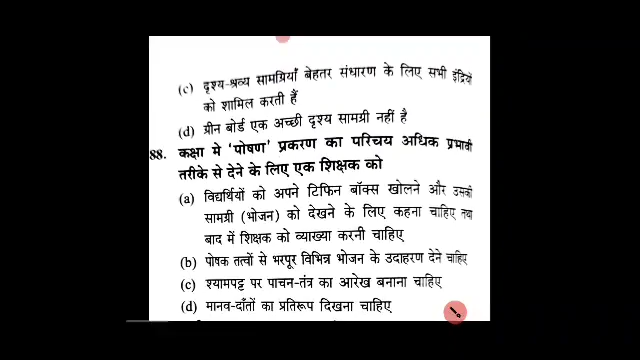 (c) दृश्य-श्रव्य सामग्रियाँ बेहतर संधारण के लिए सभी इंद्रियों
को शामिल करती हैं
(d) ग्रीन बोर्ड एक अच्छी दृश्य सामग्री नहीं है
88. कक्षा मे 'पोषण' प्रकरण का परिचय अधिक प्रभावी
तरीके से देने के लिए एक शिक्षक को
(a) विद्यर्थियों को अपने टिफिन बॉक्स खोलने और उसकी
सामग्री (भोजन) को देखने के लिए कहना चाहिए तथा
बाद में शिक्षक को व्याख्या करनी चाहिए
(b) पोषक तत्वों से भरपूर विभिन्न भोजन के उदाहरण देने चाहिए
(c) श्यामपट्ट पर पाचन-तंत्र का आरेख बनाना चाहिए
(d) मानव-दाँतों का प्रतिरूप दिखना चाहिए